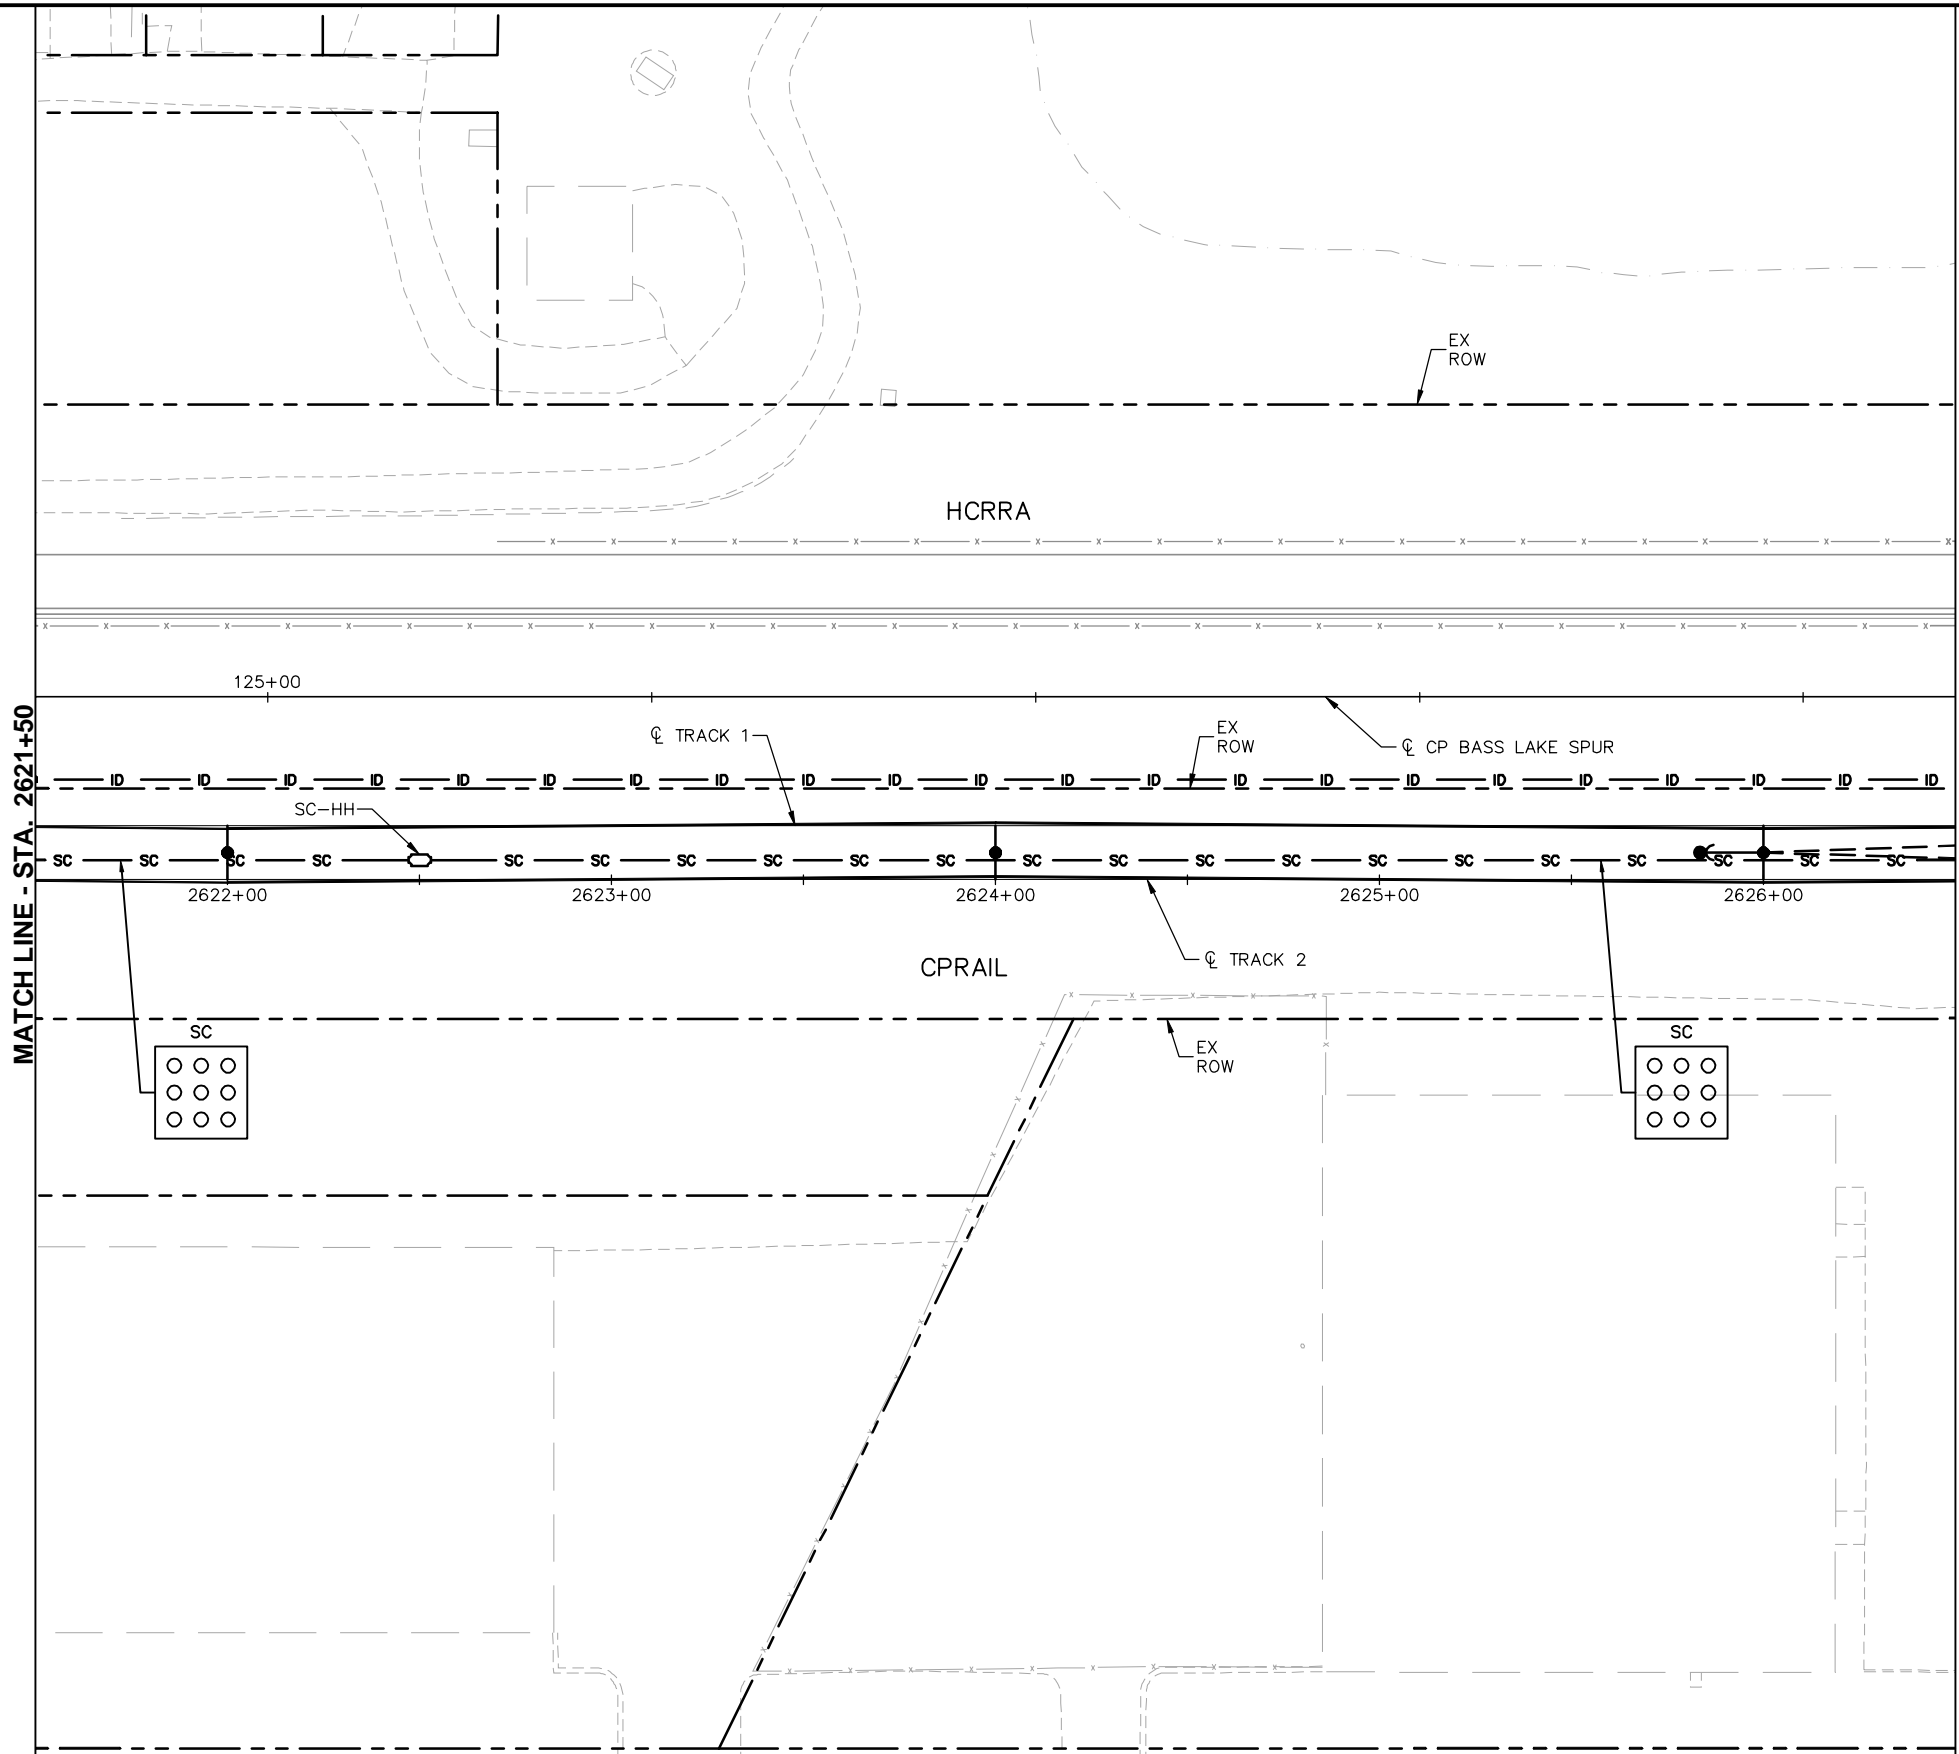 EX
ROW
HCRRA
125+00
℄ TRACK 1
EX
ROW
℄ CP BASS LAKE SPUR
ID ID ID ID ID ID ID ID ID ID ID ID ID ID ID ID ID ID ID ID ID ID
SC-HH
SC SC SC SC SC SC SC SC SC SC SC SC SC SC SC SC SC SC SC SC SC
2622+00 2623+00 2624+00 2625+00 2626+00
MATCH LINE - STA. 2621+50
℄ TRACK 2
CPRAIL
EX
ROW
SC
SC